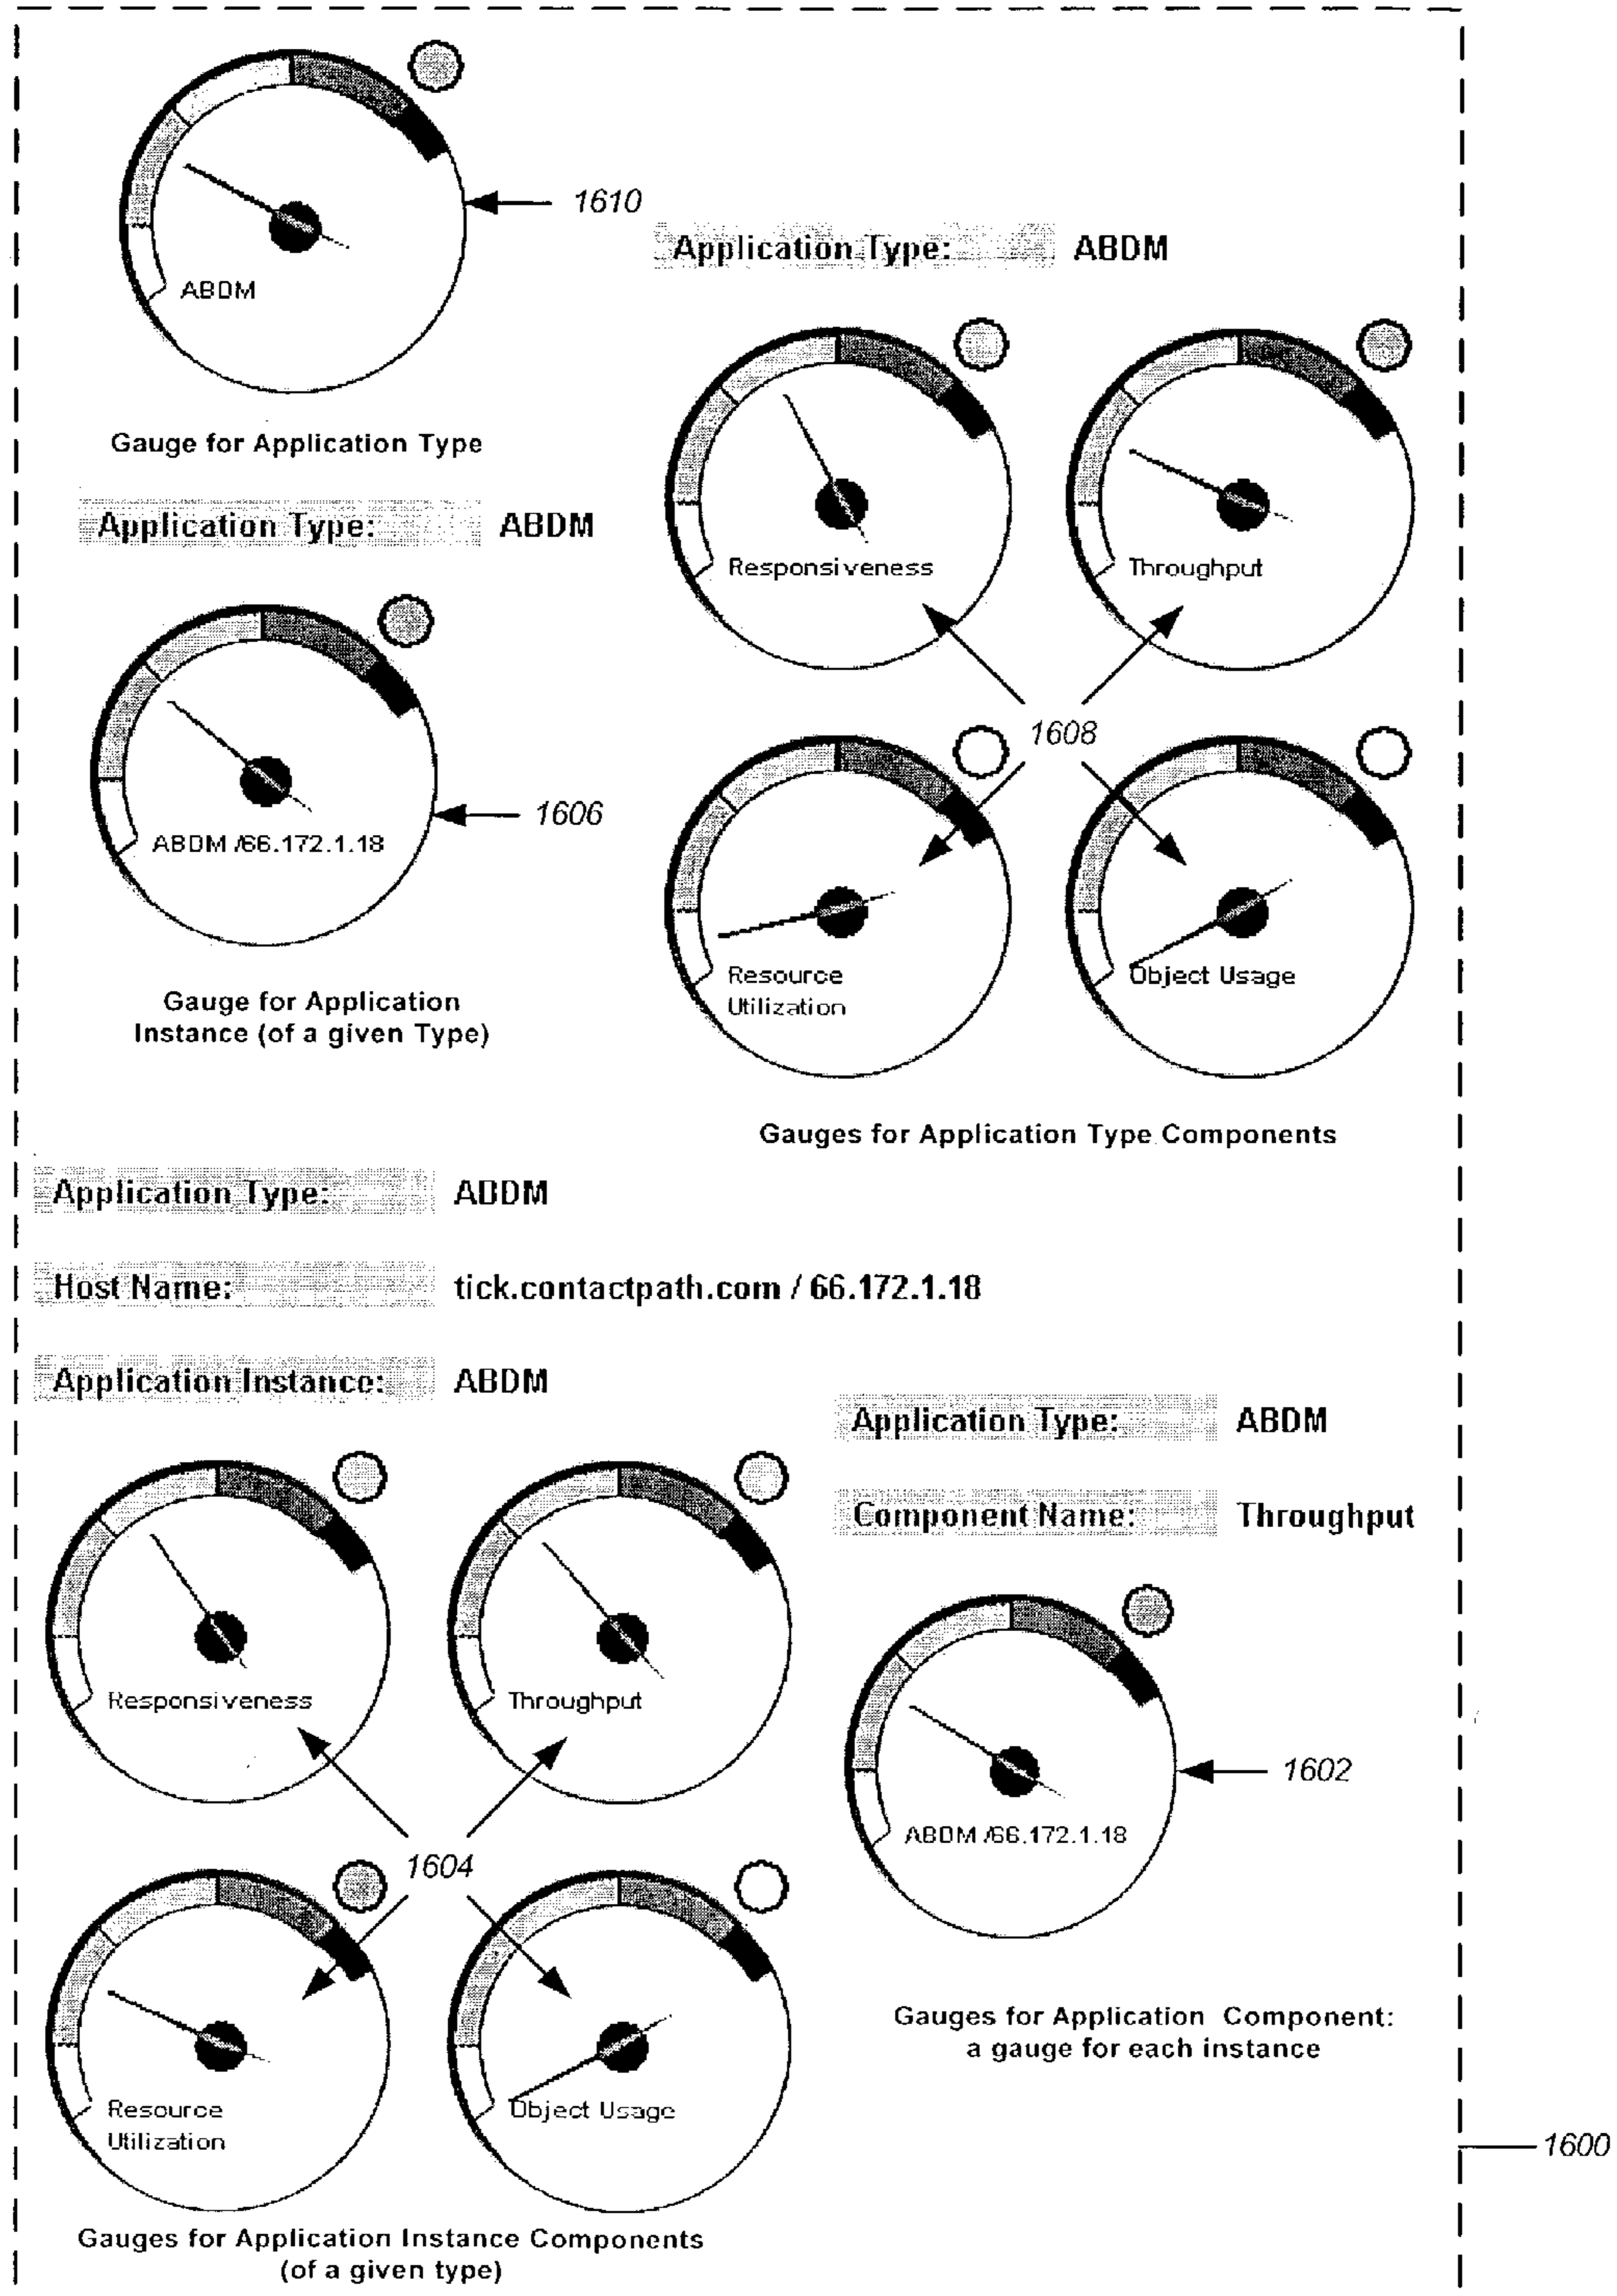 ABDM
1610
Gauge for Application Type
Application Type: ABDM
ABDM /66.172.1.18
1606
Gauge for Application
Instance (of a given Type)
Application Type: ABDM
Responsiveness
Throughput
1608
Resource
Utilization
Object Usage
Gauges for Application Type Components
Application Type: ABDM
Host Name: tick.contactpath.com / 66.172.1.18
Application Instance: ABDM
Responsiveness
Throughput
1604
Resource
Utilization
Object Usage
Gauges for Application Instance Components
(of a given type)
Application Type: ABDM
Component Name: Throughput
ABDM /66.172.1.18
1602
Gauges for Application Component:
a gauge for each instance
1600